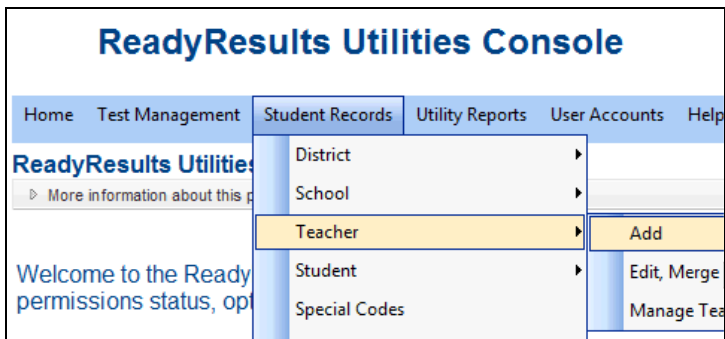 ReadyResults Utilities Console
Home Test Management Student Records Utility Reports User Accounts Help
ReadyResults Utilities
More information about this p
District
School
Teacher
Add
Welcome to the Ready
Student
Edit, Merge
permissions status, opt
Special Codes
Manage Tea